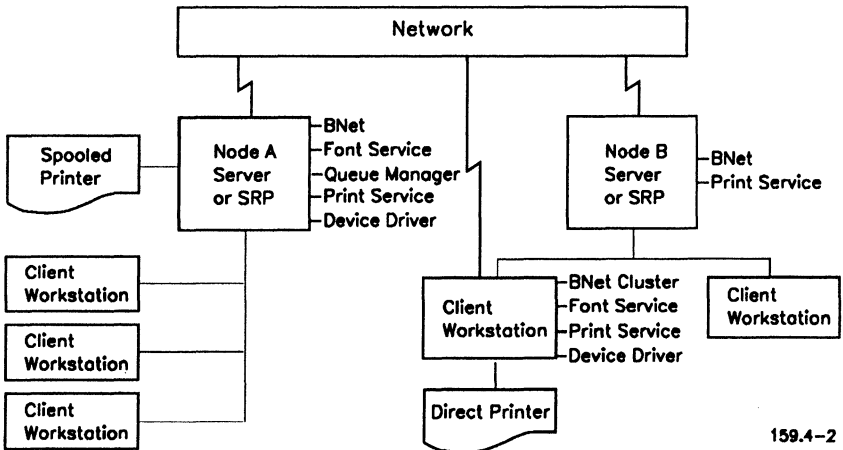 Network
Spooled
Printer
Node A
Server
or SRP
BNet
Font Service
Queue Manager
Print Service
Device Driver
Node B
Server
or SRP
BNet
Print Service
Client
Workstation
Client
Workstation
Client
Workstation
Client
Workstation
BNet Cluster
Font Service
Print Service
Device Driver
Client
Workstation
Direct Printer
159.4-2